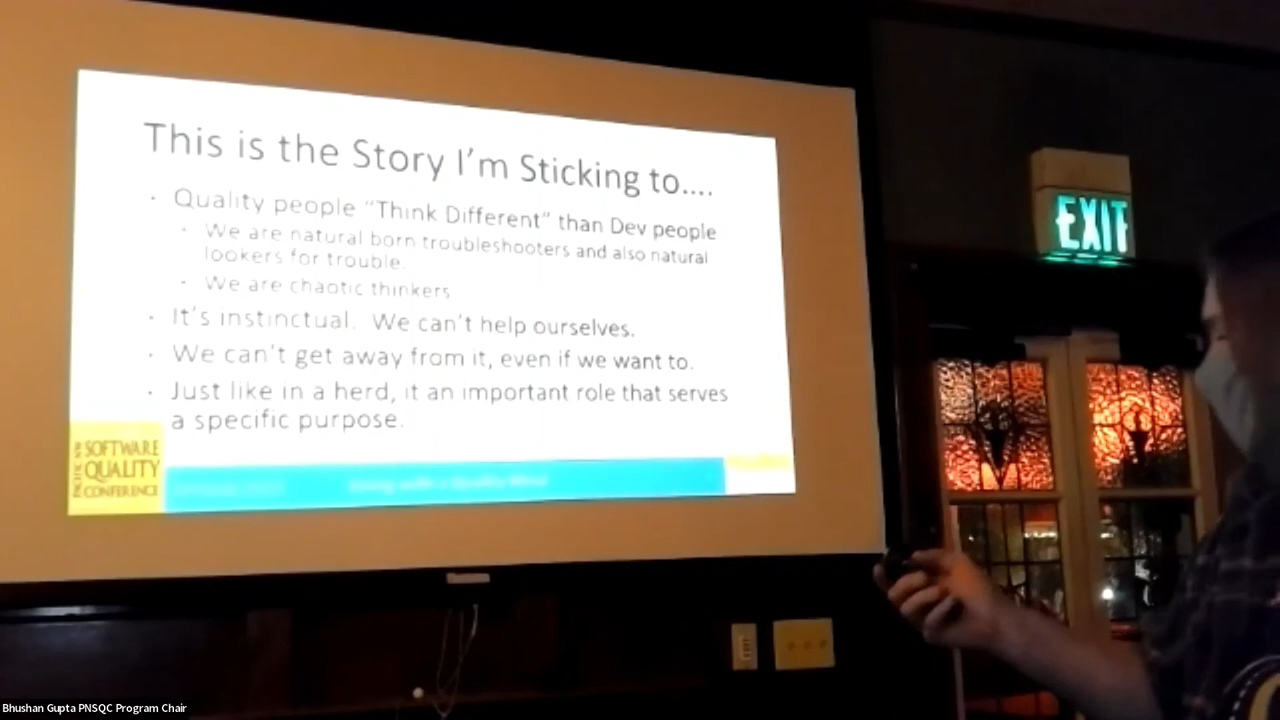 This is the Story I'm Sticking to....
• Quality people "Think Different" than Dev people
• We are natural born troubleshooters and also natural
lookers for trouble.
• We are chaotic thinkers
• It's instinctual. We can't help ourselves.
• We can't get away from it, even if we want to.
• Just like in a herd, it an important role that serves
a specific purpose.
PACIFIC NW
SOFTWARE
QUALITY
CONFERENCE
EXIT
Bhushan Gupta PNSQC Program Chair